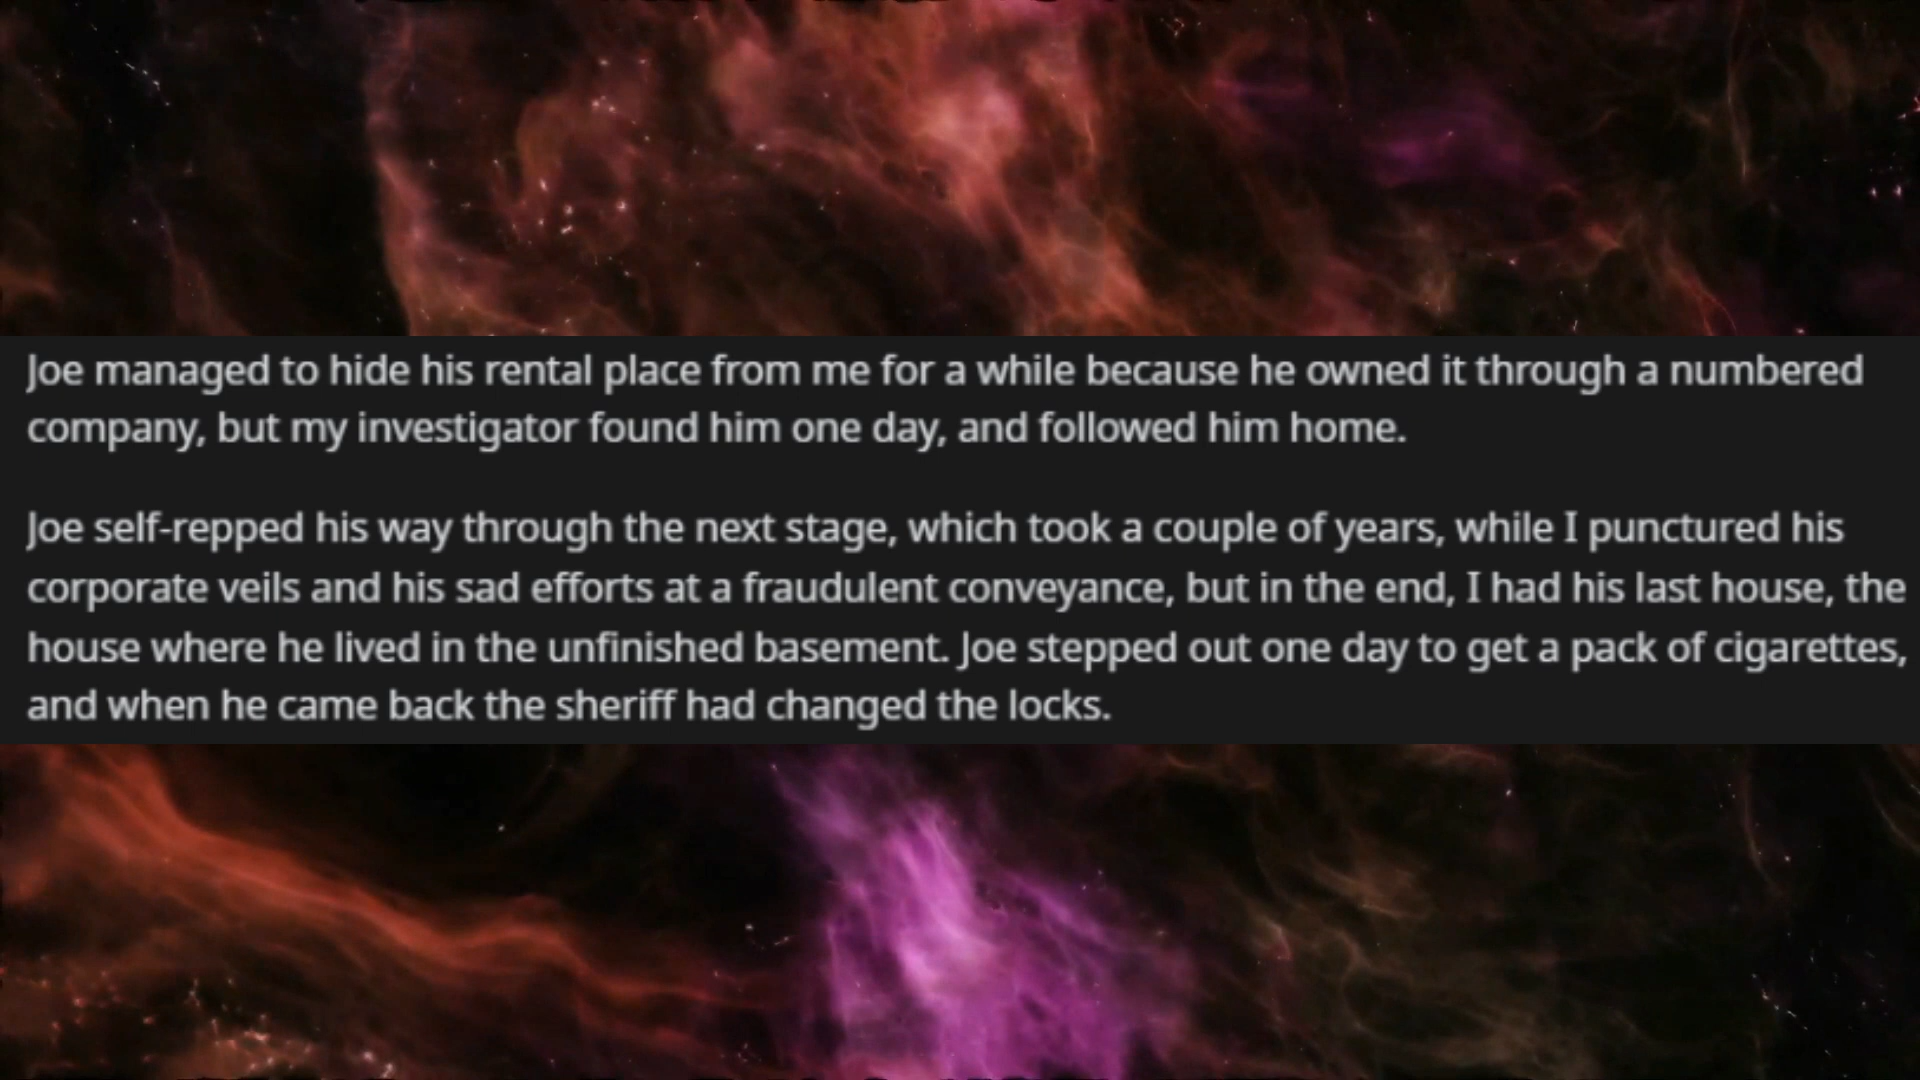 Joe managed to hide his rental place from me for a while because he owned it through a numbered
company, but my investigator found him one day, and followed him home.
Joe self-repped his way through the next stage, which took a couple of years, while I punctured his
corporate veils and his sad efforts at a fraudulent conveyance, but in the end, I had his last house, the
house where he lived in the unfinished basement. Joe stepped out one day to get a pack of cigarettes,
and when he came back the sheriff had changed the locks.